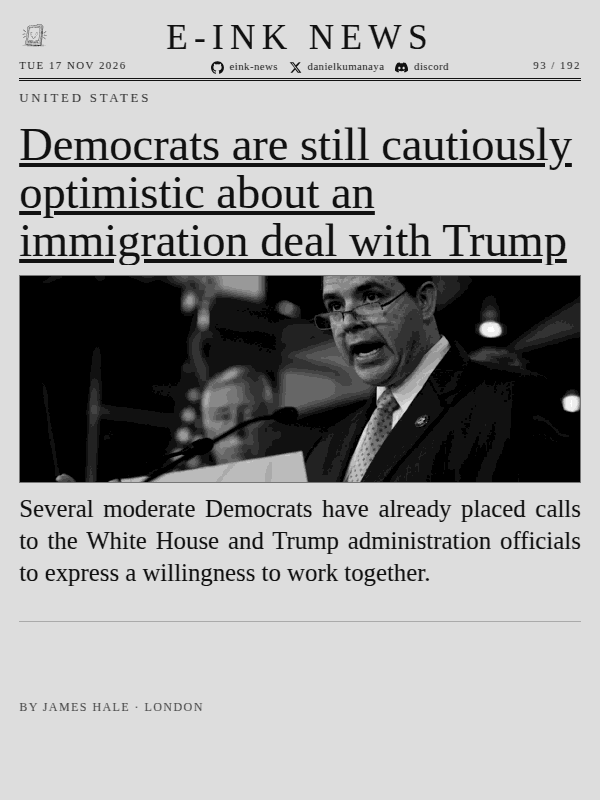 E-INK NEWS
TUE 17 NOV 2026
eink-news danielkumanaya discord
93 / 192
UNITED STATES
Democrats are still cautiously
optimistic about an
immigration deal with Trump
Several moderate Democrats have already placed calls
to the White House and Trump administration officials
to express a willingness to work together.
BY JAMES HALE · LONDON